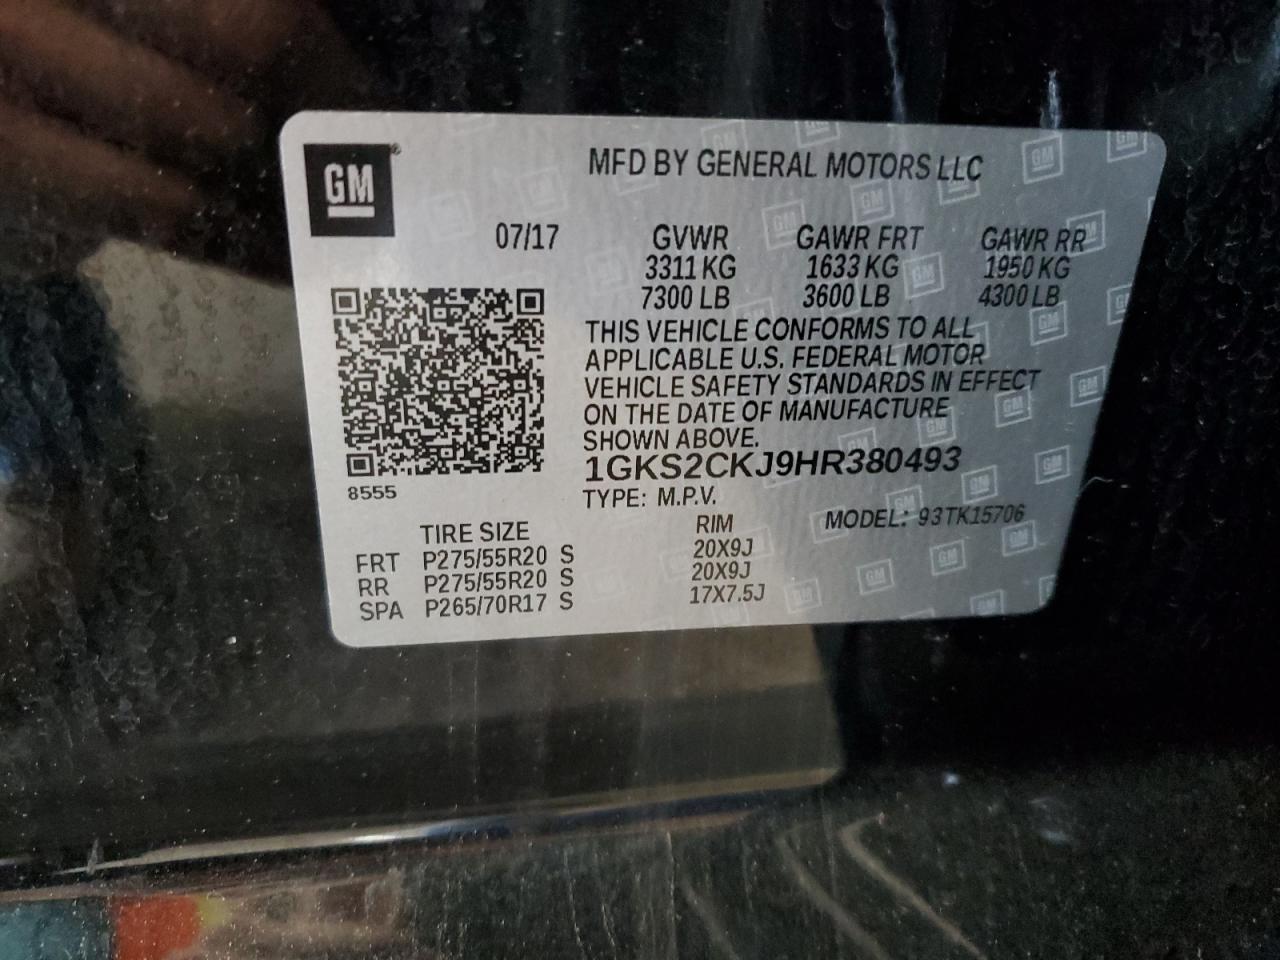 GM®
MFD BY GENERAL MOTORS LLC
07/17
GVWR GAWR FRT GAWR RR
3311 KG 1633 KG 1950 KG
7300 LB 3600 LB 4300 LB
THIS VEHICLE CONFORMS TO ALL
APPLICABLE U.S. FEDERAL MOTOR
VEHICLE SAFETY STANDARDS IN EFFECT
ON THE DATE OF MANUFACTURE
SHOWN ABOVE.
1GKS2CKJ9HR380493
8555
TYPE: M.P.V.
MODEL: 93TK15706
TIRE SIZE RIM
FRT P275/55R20 S 20X9J
RR P275/55R20 S 20X9J
SPA P265/70R17 S 17X7.5J